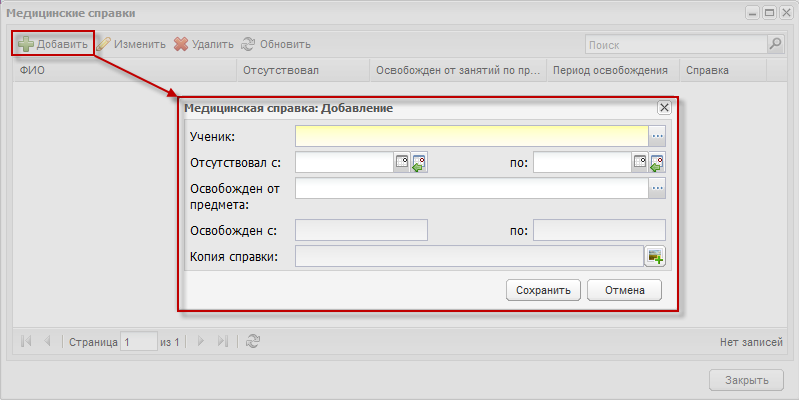 Медицинские справки
Добавить Изменить Удалить Обновить Поиск
ФИО Отсутствовал Освобожден от занятий по пр... Период освобождения Справка
Медицинская справка: Добавление
Ученик:
Отсутствовал с: по:
Освобожден от
предмета:
Освобожден с: по:
Копия справки:
Сохранить Отмена
Страница 1 из 1 Нет записей
Закрыть